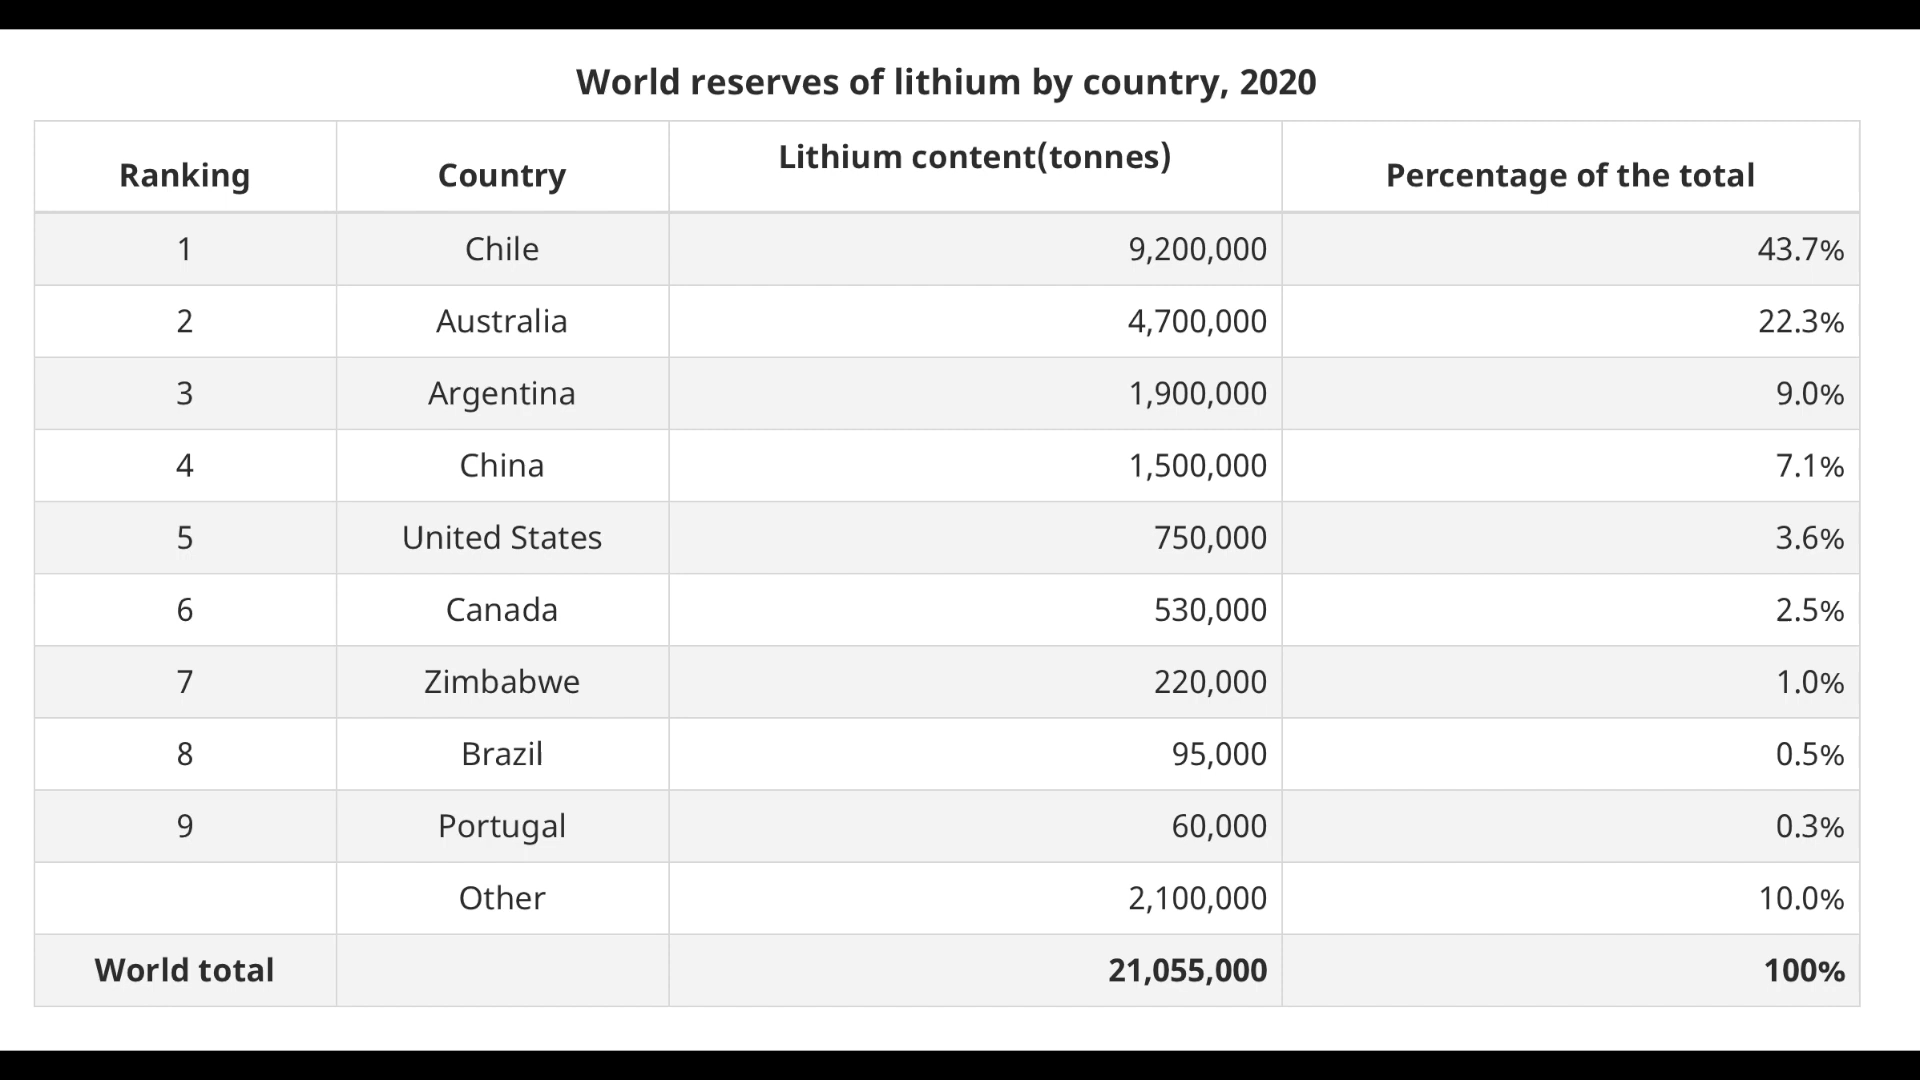 World reserves of lithium by country, 2020
Ranking Country Lithium content(tonnes) Percentage of the total
1 Chile 9,200,000 43.7%
2 Australia 4,700,000 22.3%
3 Argentina 1,900,000 9.0%
4 China 1,500,000 7.1%
5 United States 750,000 3.6%
6 Canada 530,000 2.5%
7 Zimbabwe 220,000 1.0%
8 Brazil 95,000 0.5%
9 Portugal 60,000 0.3%
Other 2,100,000 10.0%
World total 21,055,000 100%